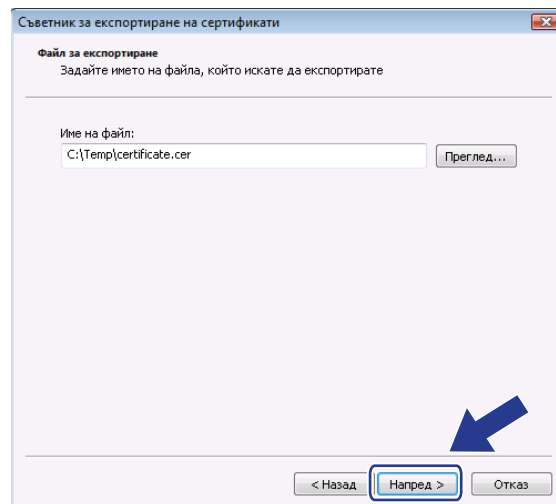 Съветник за експортиране на сертификати
Файл за експортиране
Задайте името на файла, който искате да експортирате
Име на файл:
C:\Temp\certificate.cer
Преглед...
< Назад
Напред >
Отказ